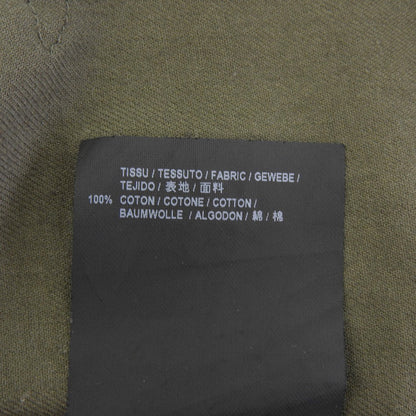 TISSU / TESSUTO / FABRIC / GEWEBE /
TEJIDO / 表地 / 面料
100% COTON / COTONE / COTTON /
BAUMWOLLE / ALGODON / 綿 / 棉